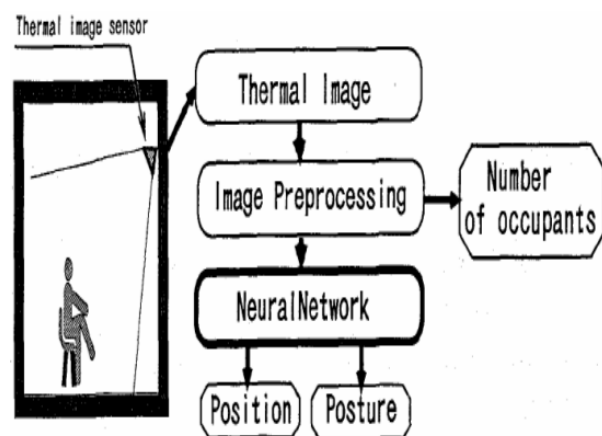 Thermal image sensor
Thermal Image
Image Preprocessing
Number
of occupants
NeuralNetwork
Position
Posture